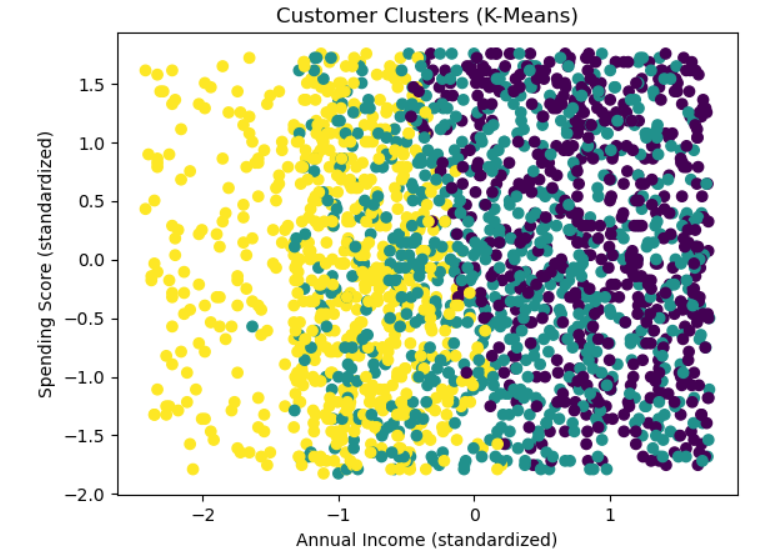 Customer Clusters (K-Means)
Spending Score (standardized)
1.5
1.0
0.5
0.0
−0.5
−1.0
−1.5
−2.0
−2 −1 0 1
Annual Income (standardized)